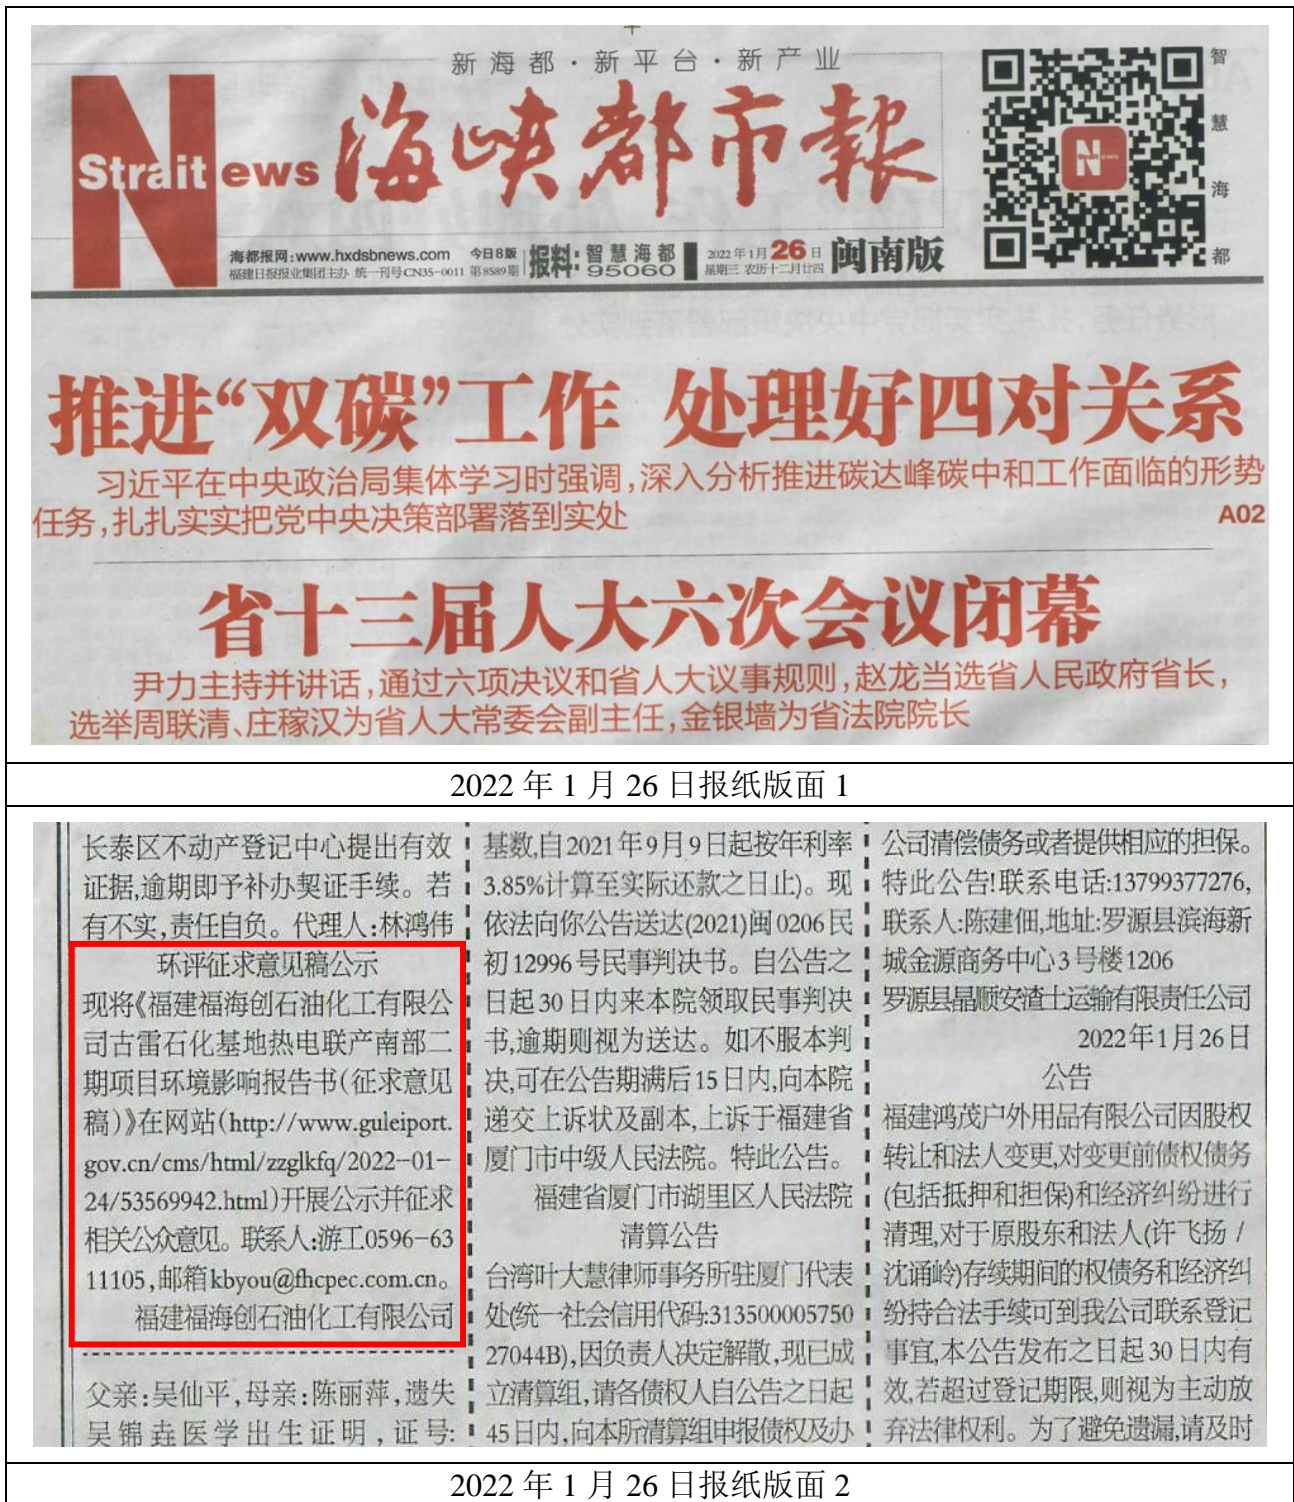 新海都·新平台·新产业
Strait News 海峡都市報
智慧海都
海都报网:www.hxdsbnews.com 今日8版 报料:智慧海都 2022年1月26日 闽南版
福建日报报业集团主办 统一刊号CN35-0011 第8589期 95060 星期三 农历十二月廿四
推进“双碳”工作 处理好四对关系
习近平在中央政治局集体学习时强调,深入分析推进碳达峰碳中和工作面临的形势
任务,扎扎实实把党中央决策部署落到实处 A02
省十三届人大六次会议闭幕
尹力主持并讲话,通过六项决议和省人大议事规则,赵龙当选省人民政府省长,
选举周联清、庄稼汉为省人大常委会副主任,金银墙为省法院院长
2022 年 1 月 26 日报纸版面 1
长泰区不动产登记中心提出有效
证据,逾期即予补办契证手续。若
有不实,责任自负。代理人:林鸿伟
环评征求意见稿公示
现将《福建福海创石油化工有限公
司古雷石化基地热电联产南部二
期项目环境影响报告书(征求意见
稿)》在网站(http://www.guleiport.
gov.cn/cms/html/zzglkfq/2022-01-
24/53569942.html)开展公示并征求
相关公众意见。联系人:游工0596-63
11105,邮箱kbyou@fhcpec.com.cn。
福建福海创石油化工有限公司
父亲:吴仙平,母亲:陈丽萍,遗失
吴锦垚医学出生证明,证号:
基数,自2021年9月9日起按年利率
3.85%计算至实际还款之日止)。现
依法向你公告送达(2021)闽0206民
初12996号民事判决书。自公告之
日起30日内来本院领取民事判决
书,逾期则视为送达。如不服本判
决,可在公告期满后15日内,向本院
递交上诉状及副本,上诉于福建省
厦门市中级人民法院。特此公告。
福建省厦门市湖里区人民法院
清算公告
台湾叶大慧律师事务所驻厦门代表
处(统一社会信用代码:313500005750
27044B),因负责人决定解散,现已成
立清算组,请各债权人自公告之日起
45日内,向本所清算组申报债权及办
公司清偿债务或者提供相应的担保。
特此公告!联系电话:13799377276,
联系人:陈建佃,地址:罗源县滨海新
城金源商务中心3号楼1206
罗源县晶顺安渣土运输有限责任公司
2022年1月26日
公告
福建鸿茂户外用品有限公司因股权
转让和法人变更,对变更前债权债务
(包括抵押和担保)和经济纠纷进行
清理,对于原股东和法人(许飞扬/
沈诵岭)存续期间的权债务和经济纠
纷持合法手续可到我公司联系登记
事宜,本公告发布之日起30日内有
效,若超过登记期限,则视为主动放
弃法律权利。为了避免遗漏,请及时
2022 年 1 月 26 日报纸版面 2